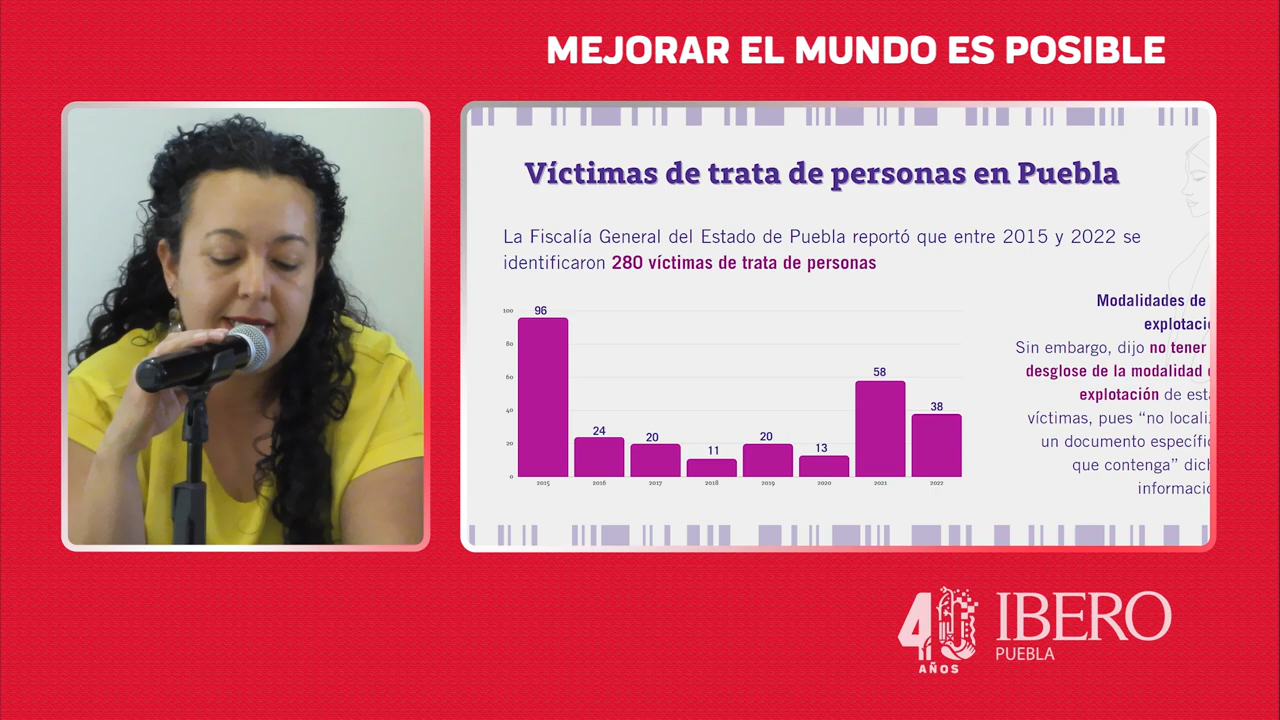 MEJORAR EL MUNDO ES POSIBLE
Víctimas de trata de personas en Puebla
La Fiscalía General del Estado de Puebla reportó que entre 2015 y 2022 se
identificaron 280 víctimas de trata de personas
100
80
60
40
20
0
96
24
20
11
20
13
58
38
2015
2016
2017
2018
2019
2020
2021
2022
Modalidades de
explotació
Sin embargo, dijo no tener
desglose de la modalidad
explotación de est
víctimas, pues “no locali
un documento específic
que contenga” dich
informació
40
AÑOS
IBERO
PUEBLA